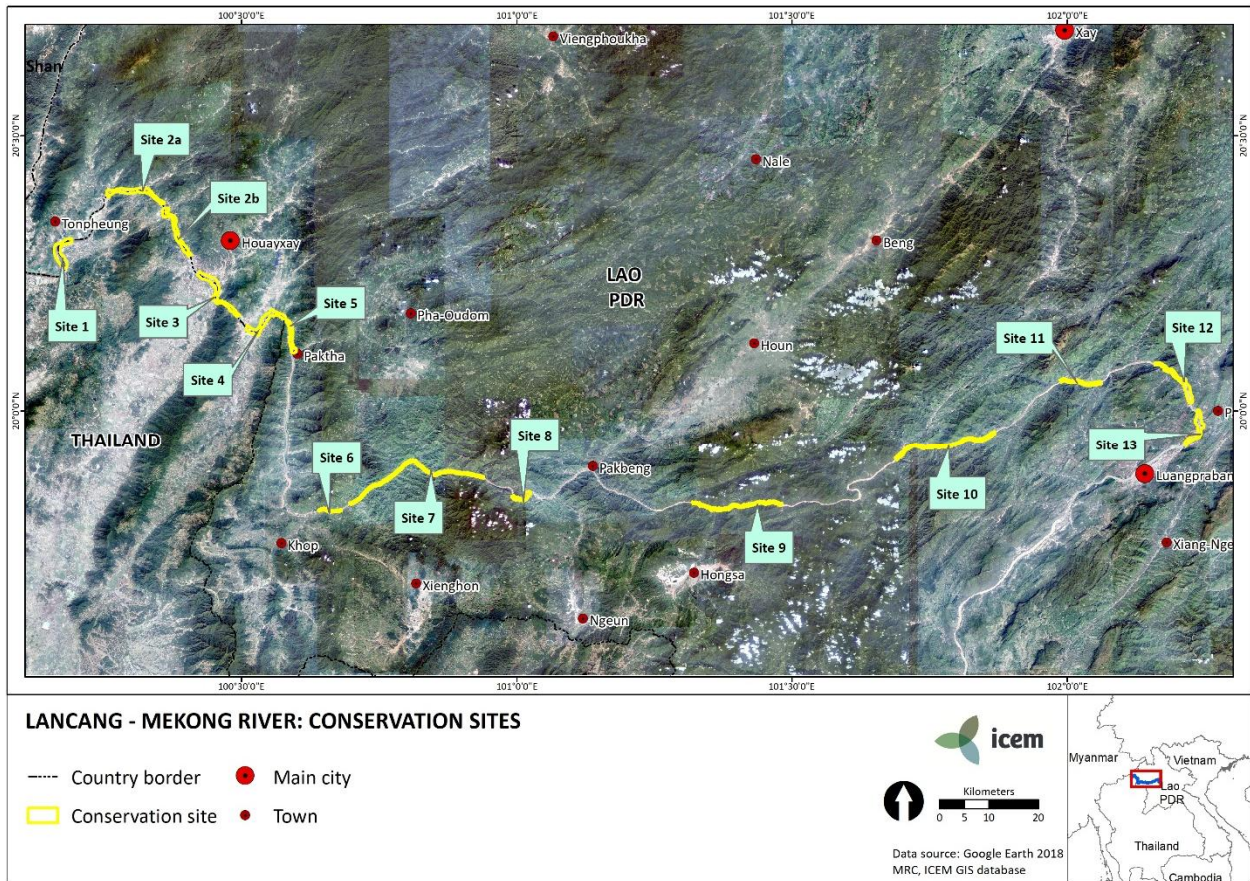 100°30'0"E
101°0'0"E
101°30'0"E
102°0'0"E
Viengphoukha
Xay
Shan
20°30'0"N
20°30'0"N
Site 2a
Nale
Site 2b
Tonpheung
Houayxay
Beng
LAO
PDR
Site 1
Site 3
Site 5
Pha-Oudom
Houn
Site 11
Site 12
Site 4
Paktha
20°0'0"N
20°0'0"N
P
THAILAND
Site 13
Site 6
Site 8
Pakbeng
Luangprabang
Site 7
Site 10
Site 9
Khop
Xiang-Nge
Xienghon
Hongsa
Ngeun
100°30'0"E
101°0'0"E
101°30'0"E
102°0'0"E
LANCANG - MEKONG RIVER: CONSERVATION SITES
Country border
Main city
Conservation site
Town
icem
Kilometers
0 5 10 20
Data source: Google Earth 2018
MRC, ICEM GIS database
Myanmar
Vietnam
Lao
PDR
Thailand
Cambodia